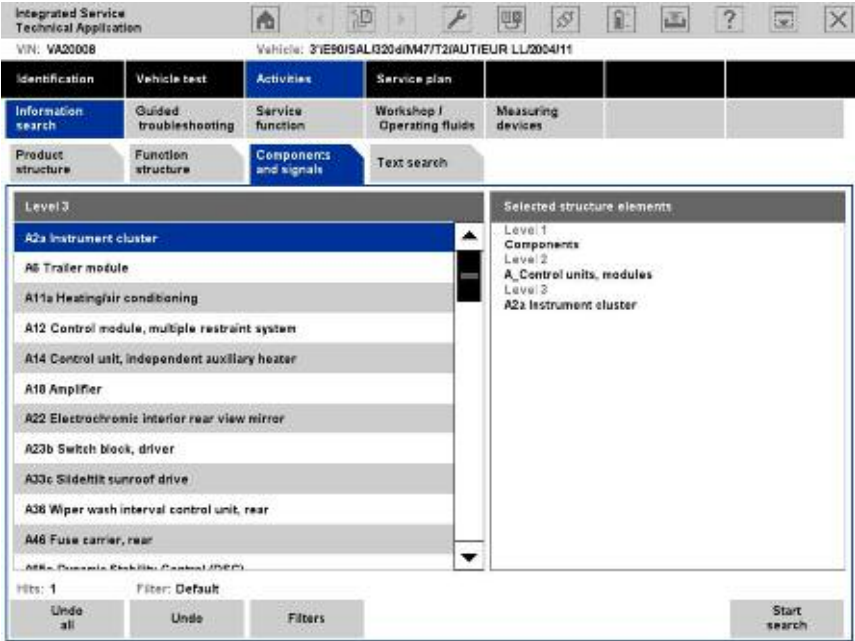 Integrated Service
Technical Application
VIN: VA20008
Vehicle: 3'/E90/SAL/320d/M47/T2/AUT/EUR LL/2004/11
Identification
Vehicle test
Activities
Service plan
Information
search
Guided
troubleshooting
Service
function
Workshop /
Operating fluids
Measuring
devices
Product
structure
Function
structure
Components
and signals
Text search
Level 3
A2a Instrument cluster
A6 Trailer module
A11a Heating/air conditioning
A12 Control module, multiple restraint system
A14 Control unit, independent auxiliary heater
A18 Amplifier
A22 Electrochromic interior rear view mirror
A23b Switch block, driver
A33c Slide/tilt sunroof drive
A36 Wiper wash interval control unit, rear
A46 Fuse carrier, rear
Dynamic Stability Control (DSC)
Selected structure elements
Level 1
Components
Level 2
A_Control units, modules
Level 3
A2a Instrument cluster
Hits: 1
Filter: Default
Undo
all
Undo
Filters
Start
search